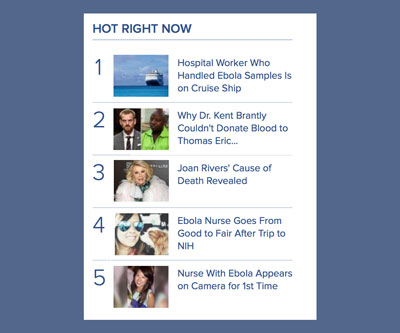 HOT RIGHT NOW
1
Hospital Worker Who
Handled Ebola Samples Is
on Cruise Ship
2
Why Dr. Kent Brantly
Couldn't Donate Blood to
Thomas Eric...
3
Joan Rivers' Cause of
Death Revealed
4
Ebola Nurse Goes From
Good to Fair After Trip to
NIH
5
Nurse With Ebola Appears
on Camera for 1st Time